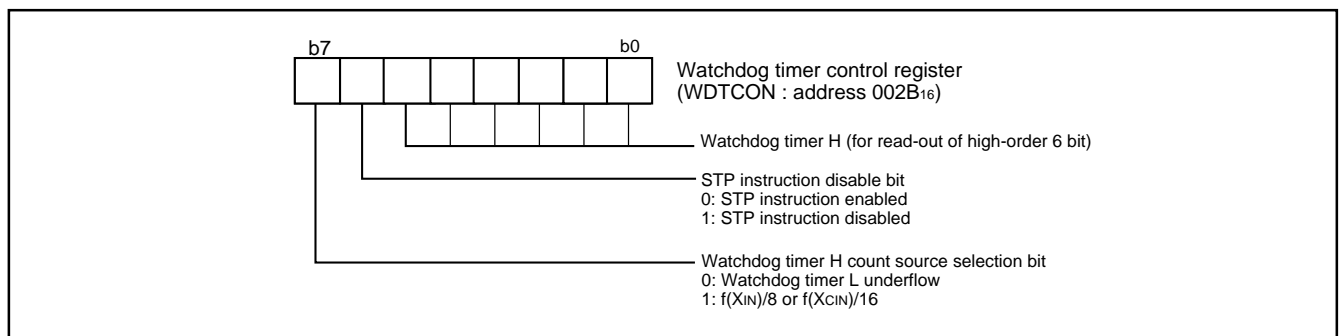 b7 b0
Watchdog timer control register
(WDTCON : address 002B16)
Watchdog timer H (for read-out of high-order 6 bit)
STP instruction disable bit
0: STP instruction enabled
1: STP instruction disabled
Watchdog timer H count source selection bit
0: Watchdog timer L underflow
1: f(XIN)/8 or f(XCIN)/16